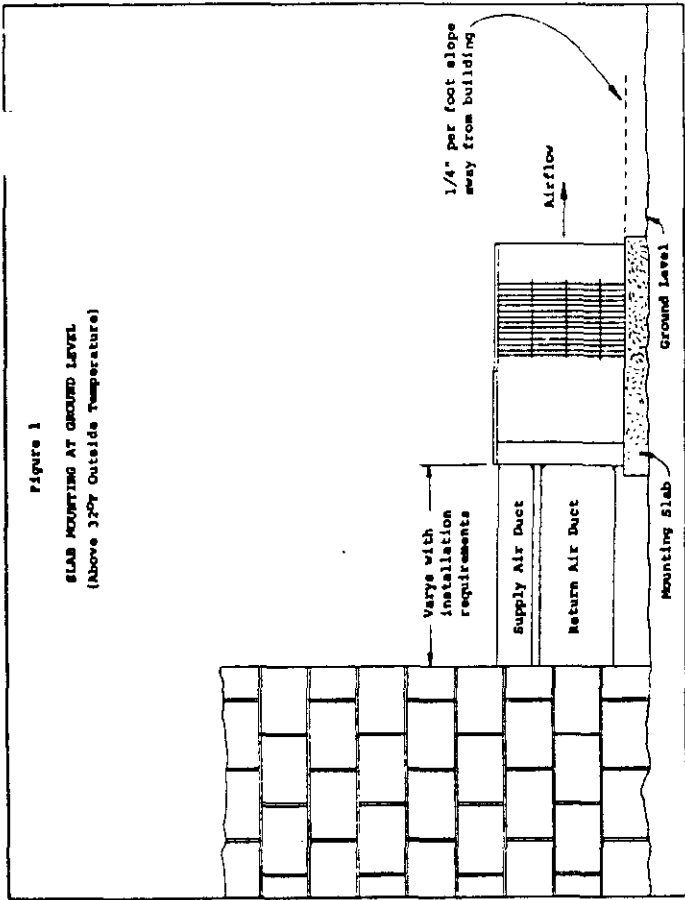 Figure 1
SLAB MOUNTING AT GROUND LEVEL
(Above 32°F Outside Temperature)
1/4" per foot slope
away from building
Airflow
Varys with
installation
requirements
Supply Air Duct
Return Air Duct
Mounting Slab
Ground Level